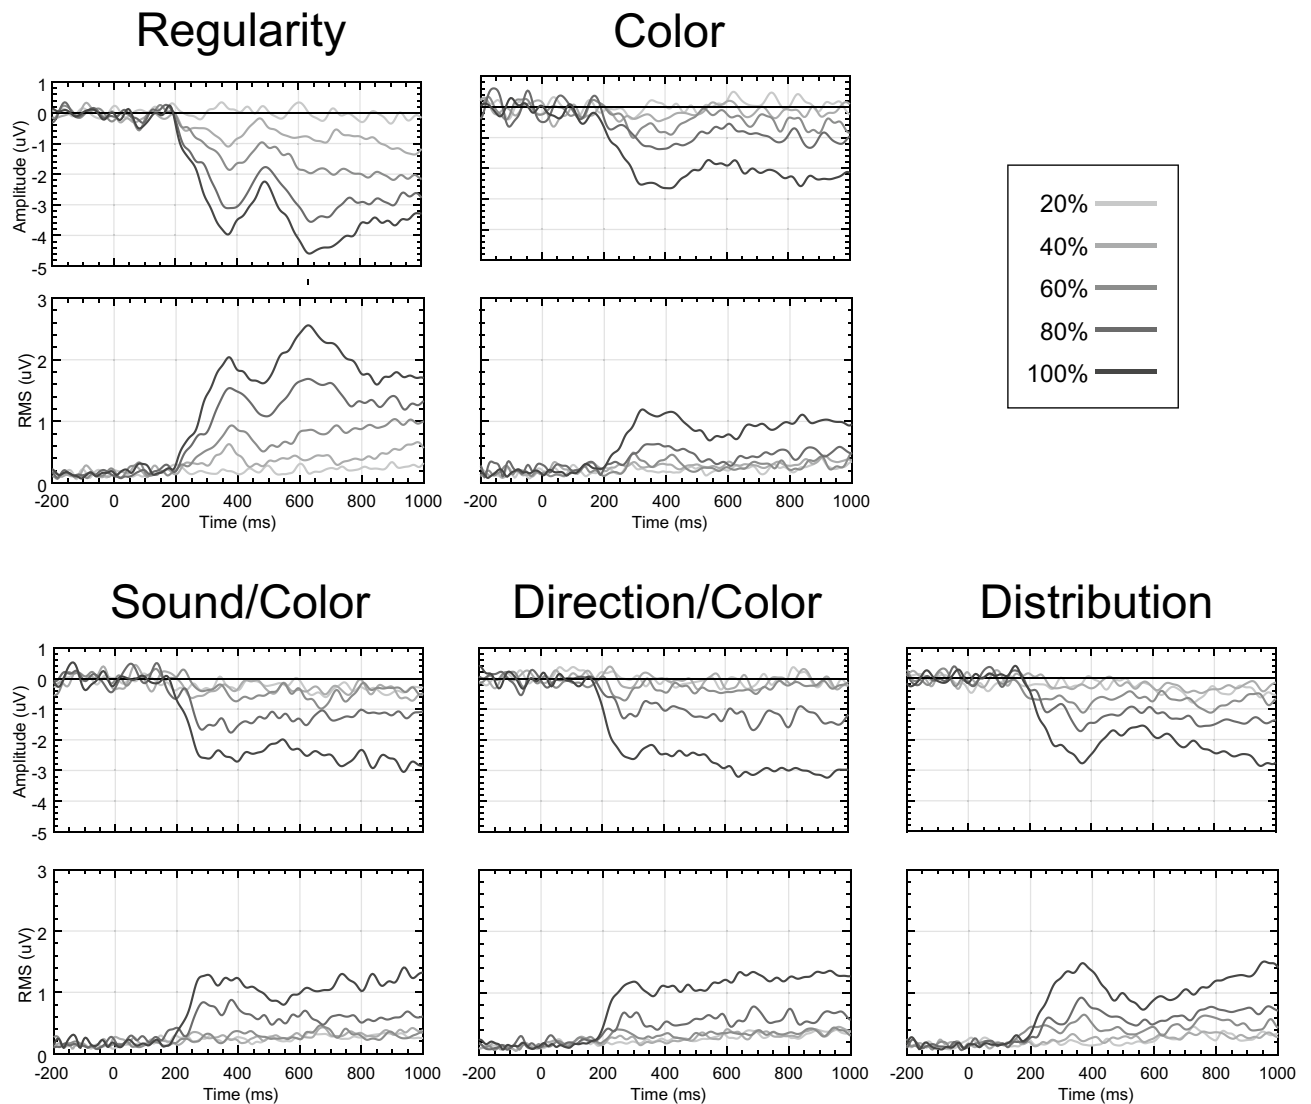 Regularity Color
1
0
-1
-2
-3
-4
-5
Amplitude (uV)
20%
40%
60%
80%
100%
3
2
1
0
RMS (uV)
-200 0 200 400 600 800 1000
Time (ms)
-200 0 200 400 600 800 1000
Time (ms)
Sound/Color Direction/Color Distribution
1
0
-1
-2
-3
-4
-5
Amplitude (uV)
3
2
1
0
RMS (uV)
-200 0 200 400 600 800 1000
Time (ms)
-200 0 200 400 600 800 1000
Time (ms)
-200 0 200 400 600 800 1000
Time (ms)